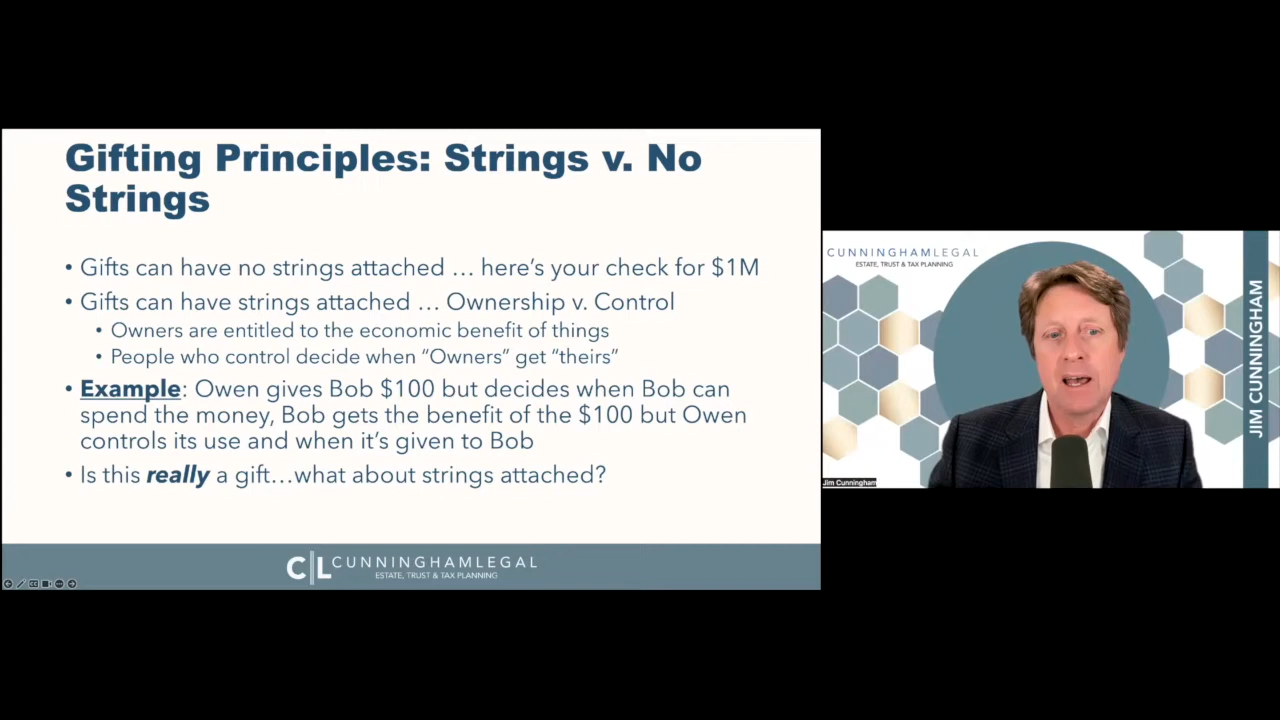 Gifting Principles: Strings v. No
Strings
• Gifts can have no strings attached … here’s your check for $1M
• Gifts can have strings attached … Ownership v. Control
• Owners are entitled to the economic benefit of things
• People who control decide when “Owners” get “theirs”
• Example: Owen gives Bob $100 but decides when Bob can
spend the money, Bob gets the benefit of the $100 but Owen
controls its use and when it’s given to Bob
• Is this really a gift…what about strings attached?
CL CUNNINGHAMLEGAL
ESTATE, TRUST & TAX PLANNING
CUNNINGHAMLEGAL
ESTATE, TRUST & TAX PLANNING
JIM CUNNINGHAM
Jim Cunningham